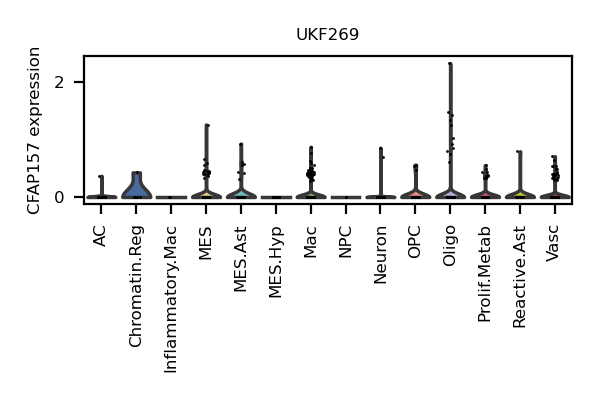 UKF269
CFAP157 expression
2
0
AC
Chromatin.Reg
Inflammatory.Mac
MES
MES.Ast
MES.Hyp
Mac
NPC
Neuron
OPC
Oligo
Prolif.Metab
Reactive.Ast
Vasc